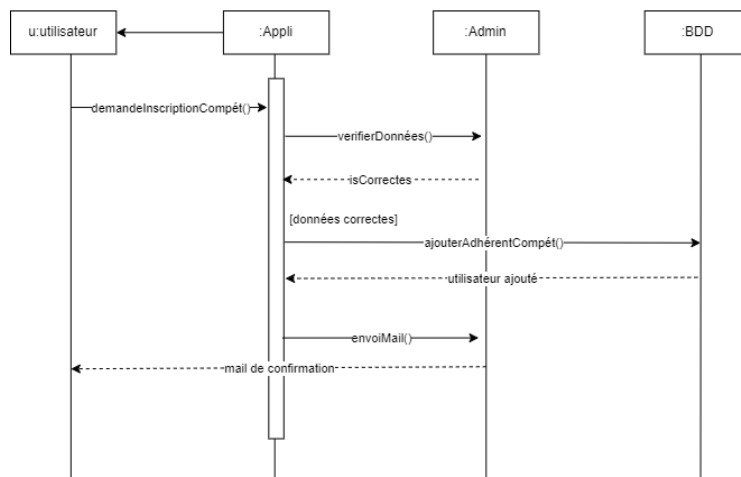 u:utilisateur
:Appli
:Admin
:BDD
demandeInscriptionCompét()
verifierDonnées()
isCorrectes
[données correctes]
ajouterAdhérentCompét()
utilisateur ajouté
envoiMail()
mail de confirmation